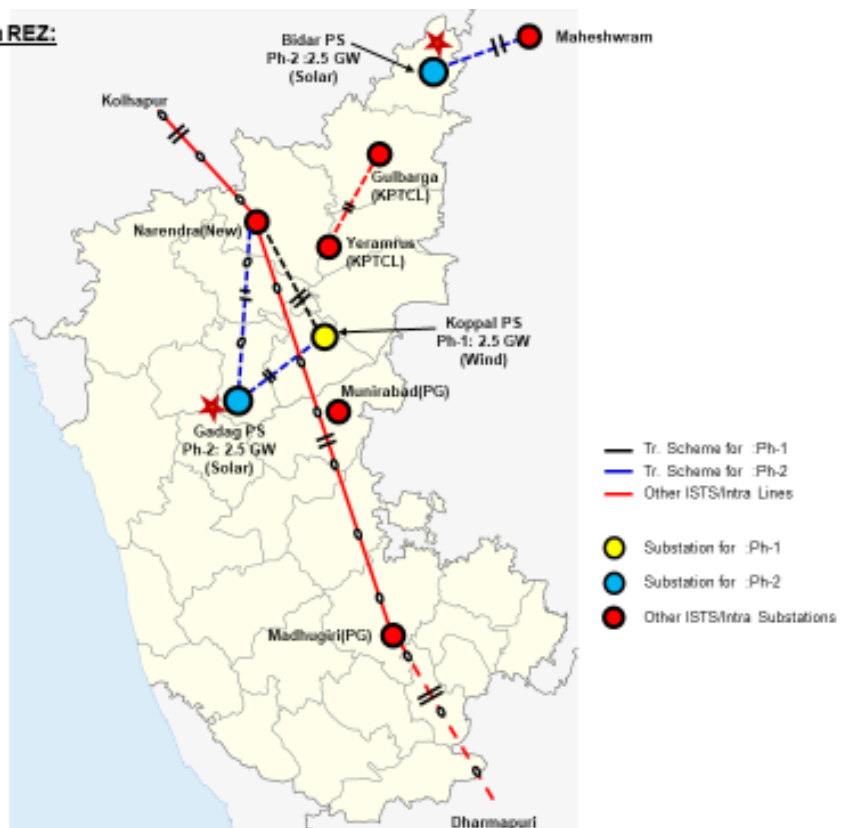 REZ:
Bidar PS
Ph-2 :2.5 GW
(Solar)
Maheshwram
Kolhapur
Gulbarga
(KPTCL)
Narendra(New)
Yeramrus
(KPTCL)
Koppal PS
Ph-1: 2.5 GW
(Wind)
Munirabad(PG)
Gadag PS
Ph-2: 2.5 GW
(Solar)
Tr. Scheme for :Ph-1
Tr. Scheme for :Ph-2
Other ISTS/Intra Lines
Substation for :Ph-1
Substation for :Ph-2
Other ISTS/Intra Substations
Madhugiri(PG)
Dharmapuri